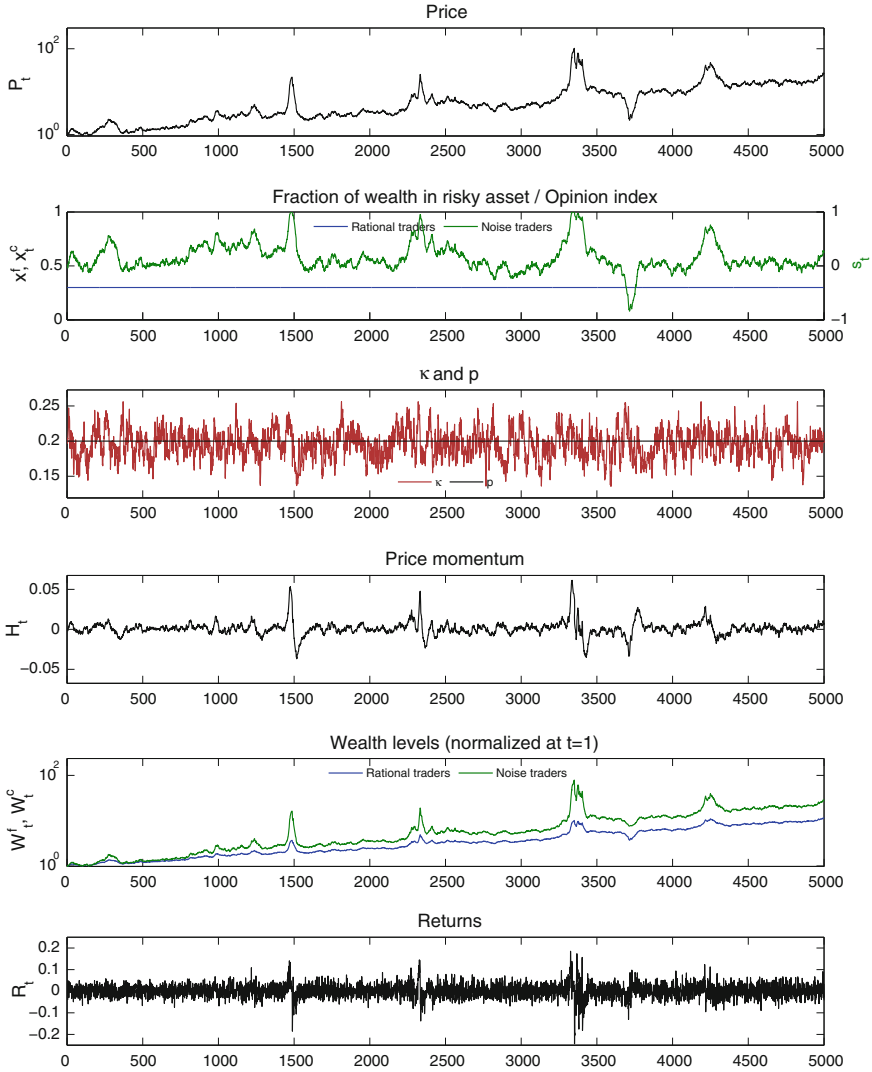 Price
P_t
10^2
10^0
0 500 1000 1500 2000 2500 3000 3500 4000 4500 5000
Fraction of wealth in risky asset / Opinion index
x^f, x_t^c
1
0.5
0
Rational traders Noise traders
1
0
−1
s_t
0 500 1000 1500 2000 2500 3000 3500 4000 4500 5000
κ and p
0.25
0.2
0.15
κ p
0 500 1000 1500 2000 2500 3000 3500 4000 4500 5000
Price momentum
H_t
0.05
0
−0.05
0 500 1000 1500 2000 2500 3000 3500 4000 4500 5000
Wealth levels (normalized at t=1)
W_t^f, W_t^c
10^2
10^0
Rational traders Noise traders
0 500 1000 1500 2000 2500 3000 3500 4000 4500 5000
Returns
R_t
0.2
0.1
0
−0.1
−0.2
0 500 1000 1500 2000 2500 3000 3500 4000 4500 5000